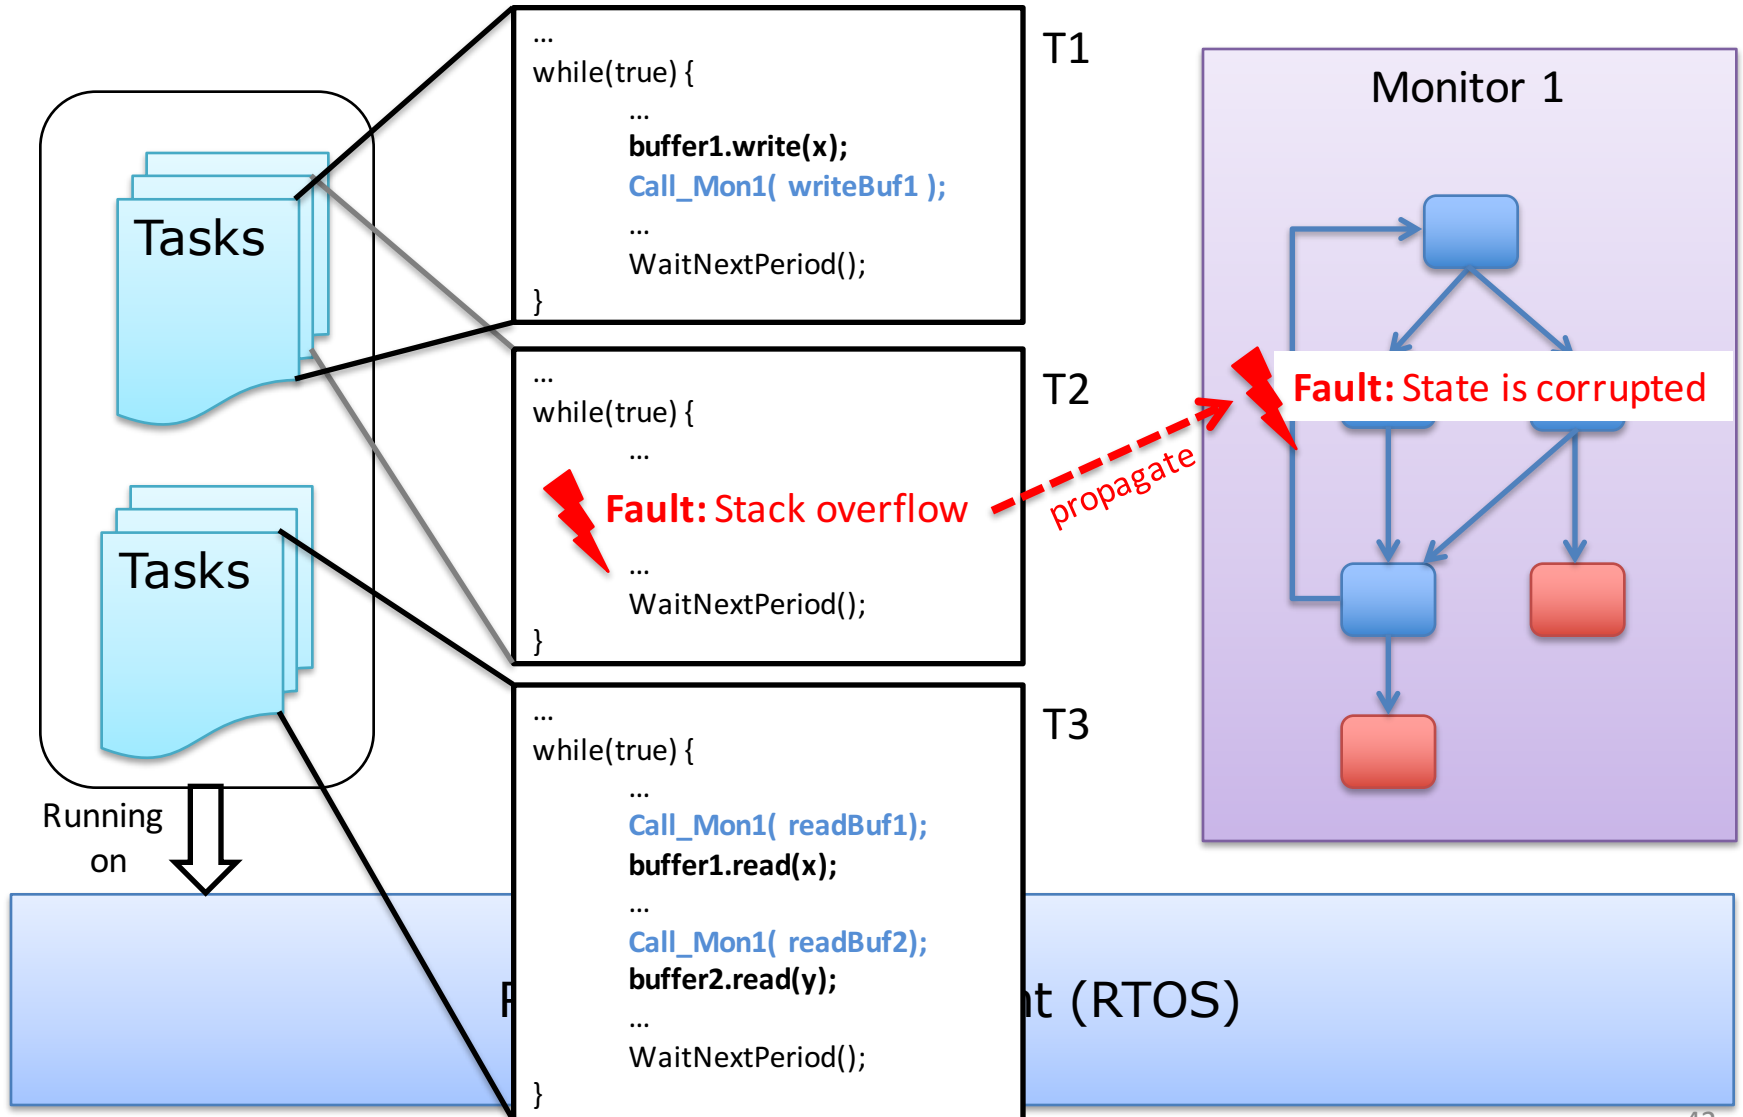 ...
while(true) {
...
buffer1.write(x);
Call_Mon1( writeBuf1 );
...
WaitNextPeriod();
}
T1
Monitor 1
Tasks
...
while(true) {
...
Fault: Stack overflow
...
WaitNextPeriod();
}
T2
propagate
Fault: State is corrupted
Tasks
...
while(true) {
...
Call_Mon1( readBuf1);
buffer1.read(x);
...
Call_Mon1( readBuf2);
buffer2.read(y);
...
WaitNextPeriod();
}
T3
Running
on
(RTOS)